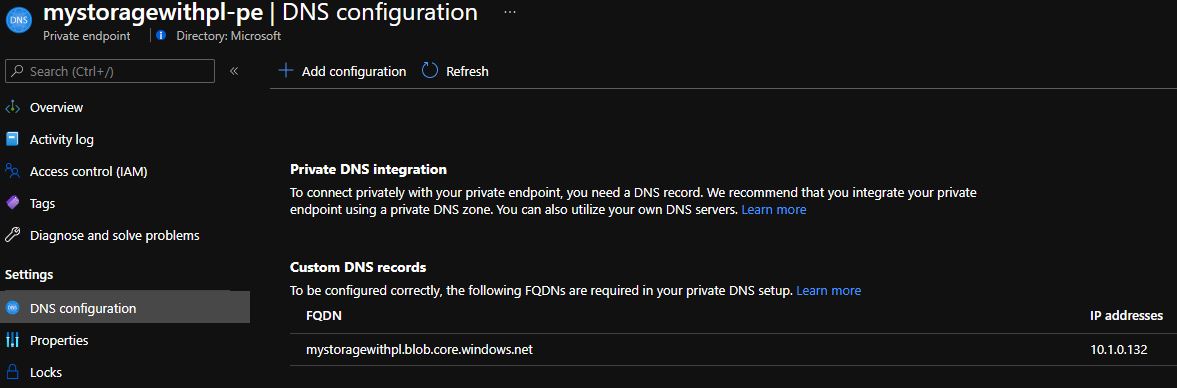 DNS
mystoragewithpl-pe | DNS configuration ...
Private endpoint
Directory: Microsoft
Search (Ctrl+/)
«
Add configuration
Refresh
Overview
Activity log
Access control (IAM)
Tags
Diagnose and solve problems
Settings
DNS configuration
Properties
Locks
Private DNS integration
To connect privately with your private endpoint, you need a DNS record. We recommend that you integrate your private
endpoint using a private DNS zone. You can also utilize your own DNS servers. Learn more
Custom DNS records
To be configured correctly, the following FQDNs are required in your private DNS setup. Learn more
FQDN IP addresses
mystoragewithpl.blob.core.windows.net 10.1.0.132